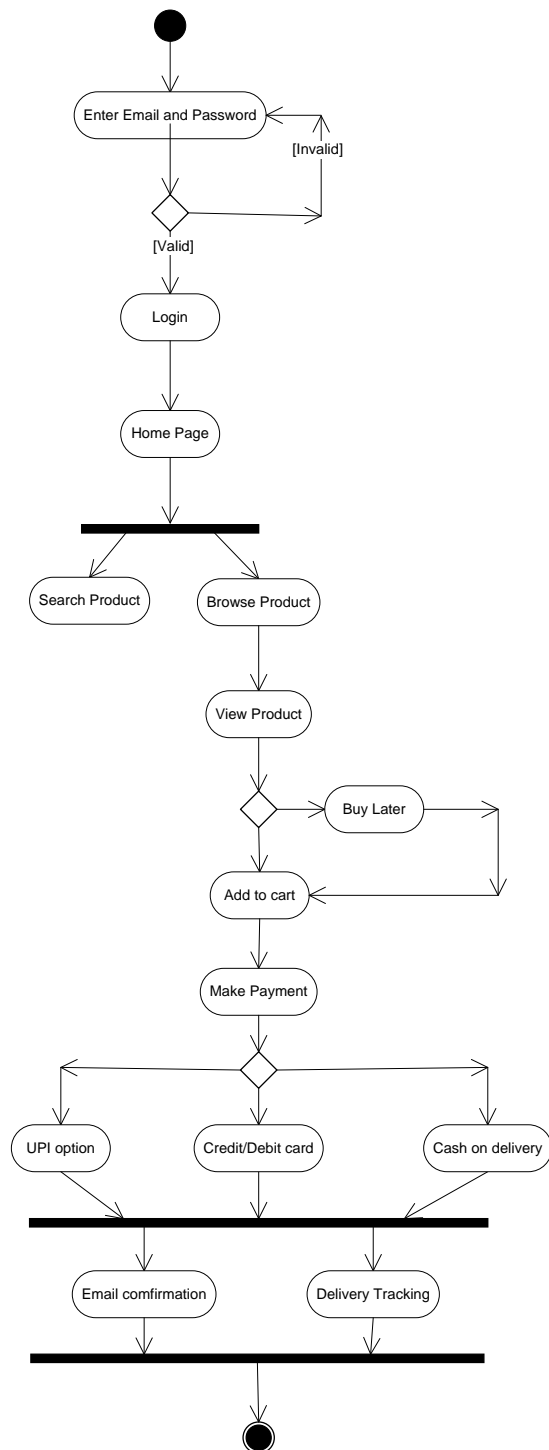 Enter Email and Password
[Invalid]
[Valid]
Login
Home Page
Search Product
Browse Product
View Product
Buy Later
Add to cart
Make Payment
UPI option
Credit/Debit card
Cash on delivery
Email comfirmation
Delivery Tracking